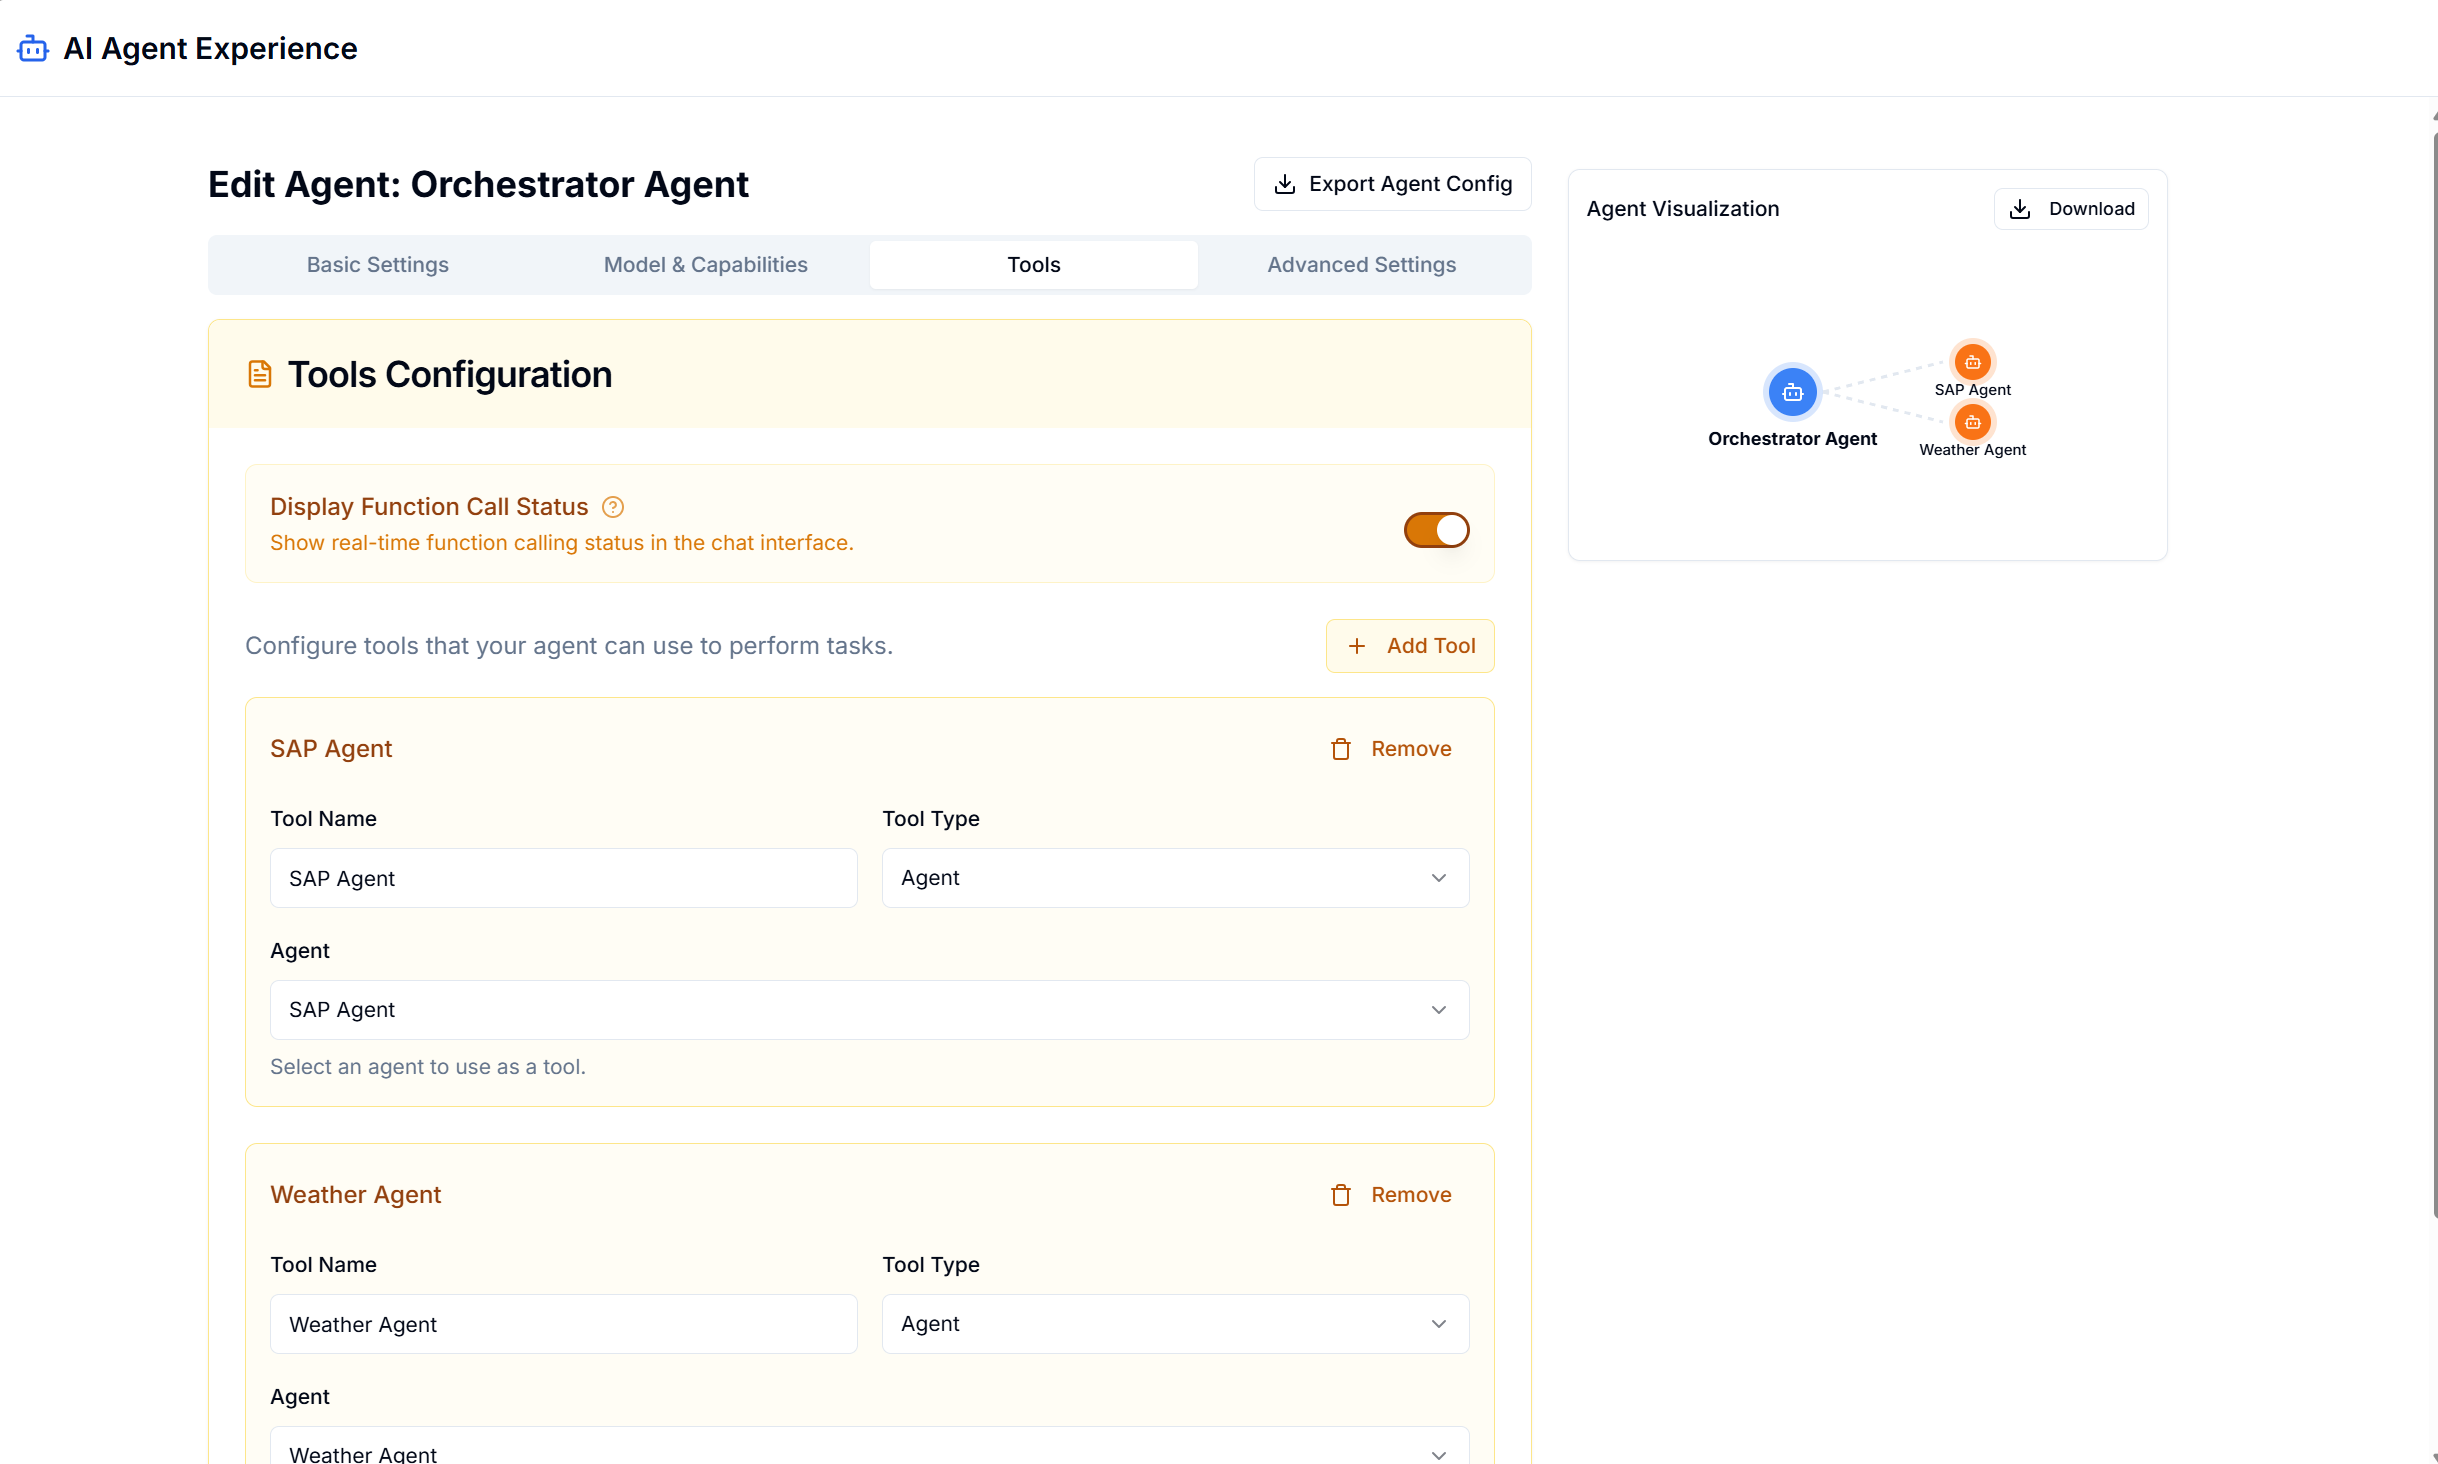 AI Agent Experience
Edit Agent: Orchestrator Agent
Export Agent Config
Basic Settings
Model & Capabilities
Tools
Advanced Settings
Tools Configuration
Display Function Call Status
Show real-time function calling status in the chat interface.
Configure tools that your agent can use to perform tasks.
Add Tool
SAP Agent
Remove
Tool Name
Tool Type
SAP Agent
Agent
Agent
SAP Agent
Select an agent to use as a tool.
Weather Agent
Remove
Tool Name
Tool Type
Weather Agent
Agent
Agent
Weather Agent
Agent Visualization
Download
SAP Agent
Orchestrator Agent
Weather Agent